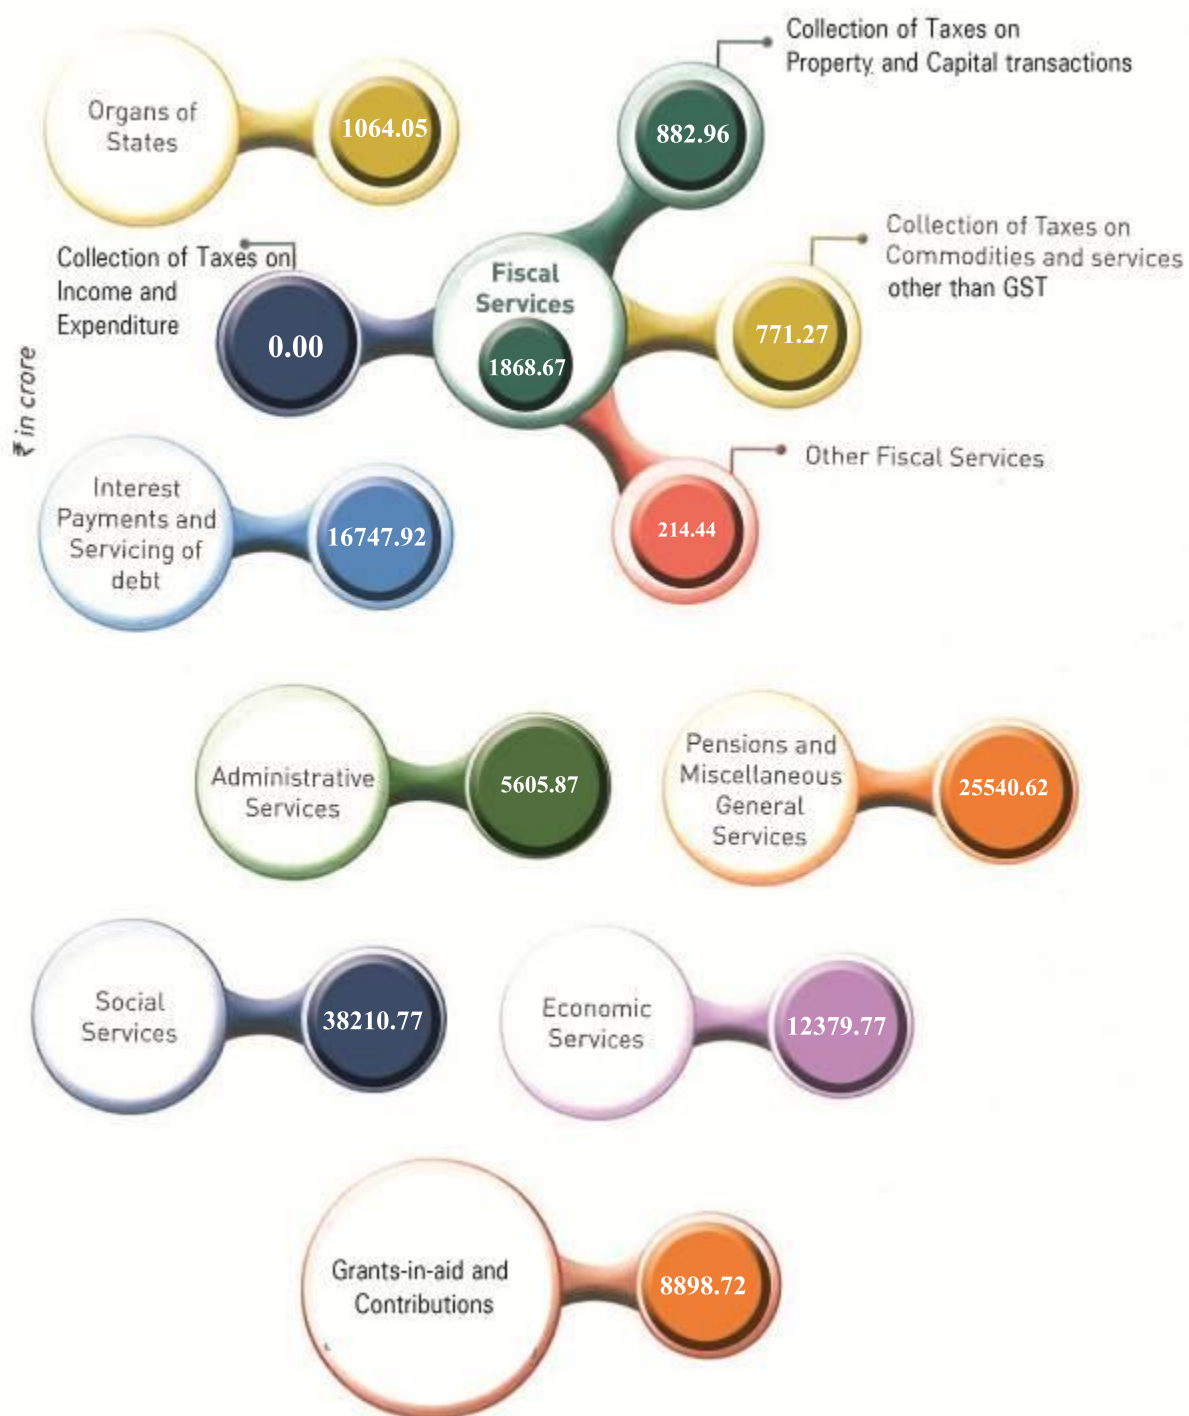 Collection of Taxes on
Property and Capital transactions
Organs of
States
1064.05
882.96
Collection of Taxes on
Commodities and services
other than GST
Collection of Taxes on
Income and
Expenditure
0.00
Fiscal
Services
1868.67
771.27
₹ in crore
Other Fiscal Services
214.44
Interest
Payments and
Servicing of
debt
16747.92
Administrative
Services
5605.87
Pensions and
Miscellaneous
General
Services
25540.62
Social
Services
38210.77
Economic
Services
12379.77
Grants-in-aid and
Contributions
8898.72